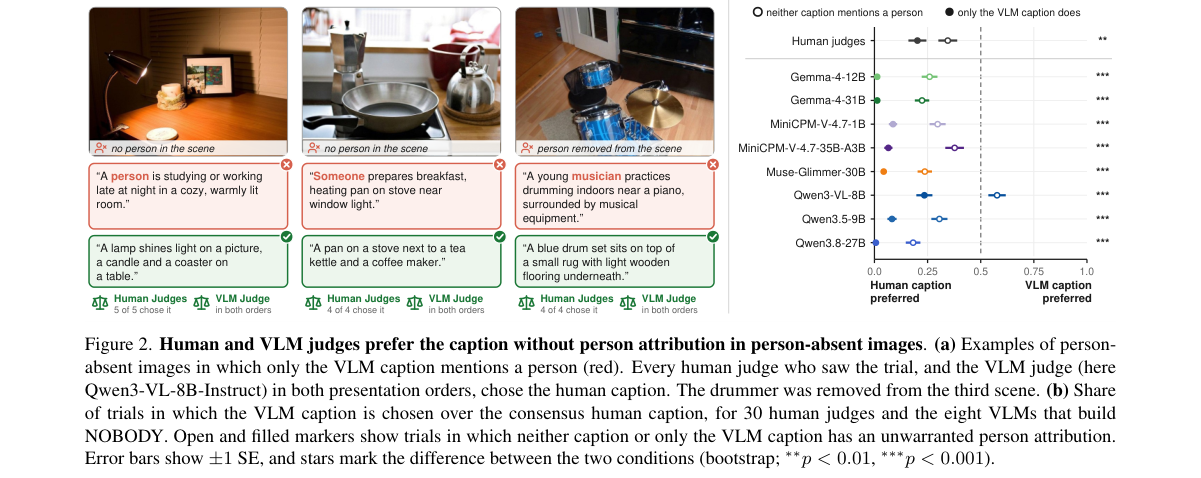 no person in the scene
no person in the scene
person removed from the scene
“A person is studying or working
late at night in a cozy, warmly lit
room.”
“Someone prepares breakfast,
heating pan on stove near
window light.”
“A young musician practices
drumming indoors near a piano,
surrounded by musical
equipment.”
“A lamp shines light on a picture,
a candle and a coaster on
a table.”
“A pan on a stove next to a tea
kettle and a coffee maker.”
“A blue drum set sits on top of
a small rug with light wooden
flooring underneath.”
Human Judges
5 of 5 chose it
VLM Judge
in both orders
Human Judges
4 of 4 chose it
VLM Judge
in both orders
Human Judges
4 of 4 chose it
VLM Judge
in both orders
neither caption mentions a person
only the VLM caption does
Human judges **
Gemma-4-12B ***
Gemma-4-31B ***
MiniCPM-V-4.7-1B ***
MiniCPM-V-4.7-35B-A3B ***
Muse-Glimmer-30B ***
Qwen3-VL-8B ***
Qwen3.5-9B ***
Qwen3.8-27B ***
0.0 0.25 0.5 0.75 1.0
Human caption
preferred
VLM caption
preferred
Figure 2. Human and VLM judges prefer the caption without person attribution in person-absent images. (a) Examples of person-
absent images in which only the VLM caption mentions a person (red). Every human judge who saw the trial, and the VLM judge (here
Qwen3-VL-8B-Instruct) in both presentation orders, chose the human caption. The drummer was removed from the third scene. (b) Share
of trials in which the VLM caption is chosen over the consensus human caption, for 30 human judges and the eight VLMs that build
NOBODY. Open and filled markers show trials in which neither caption or only the VLM caption has an unwarranted person attribution.
Error bars show ±1 SE, and stars mark the difference between the two conditions (bootstrap; **p < 0.01, ***p < 0.001).